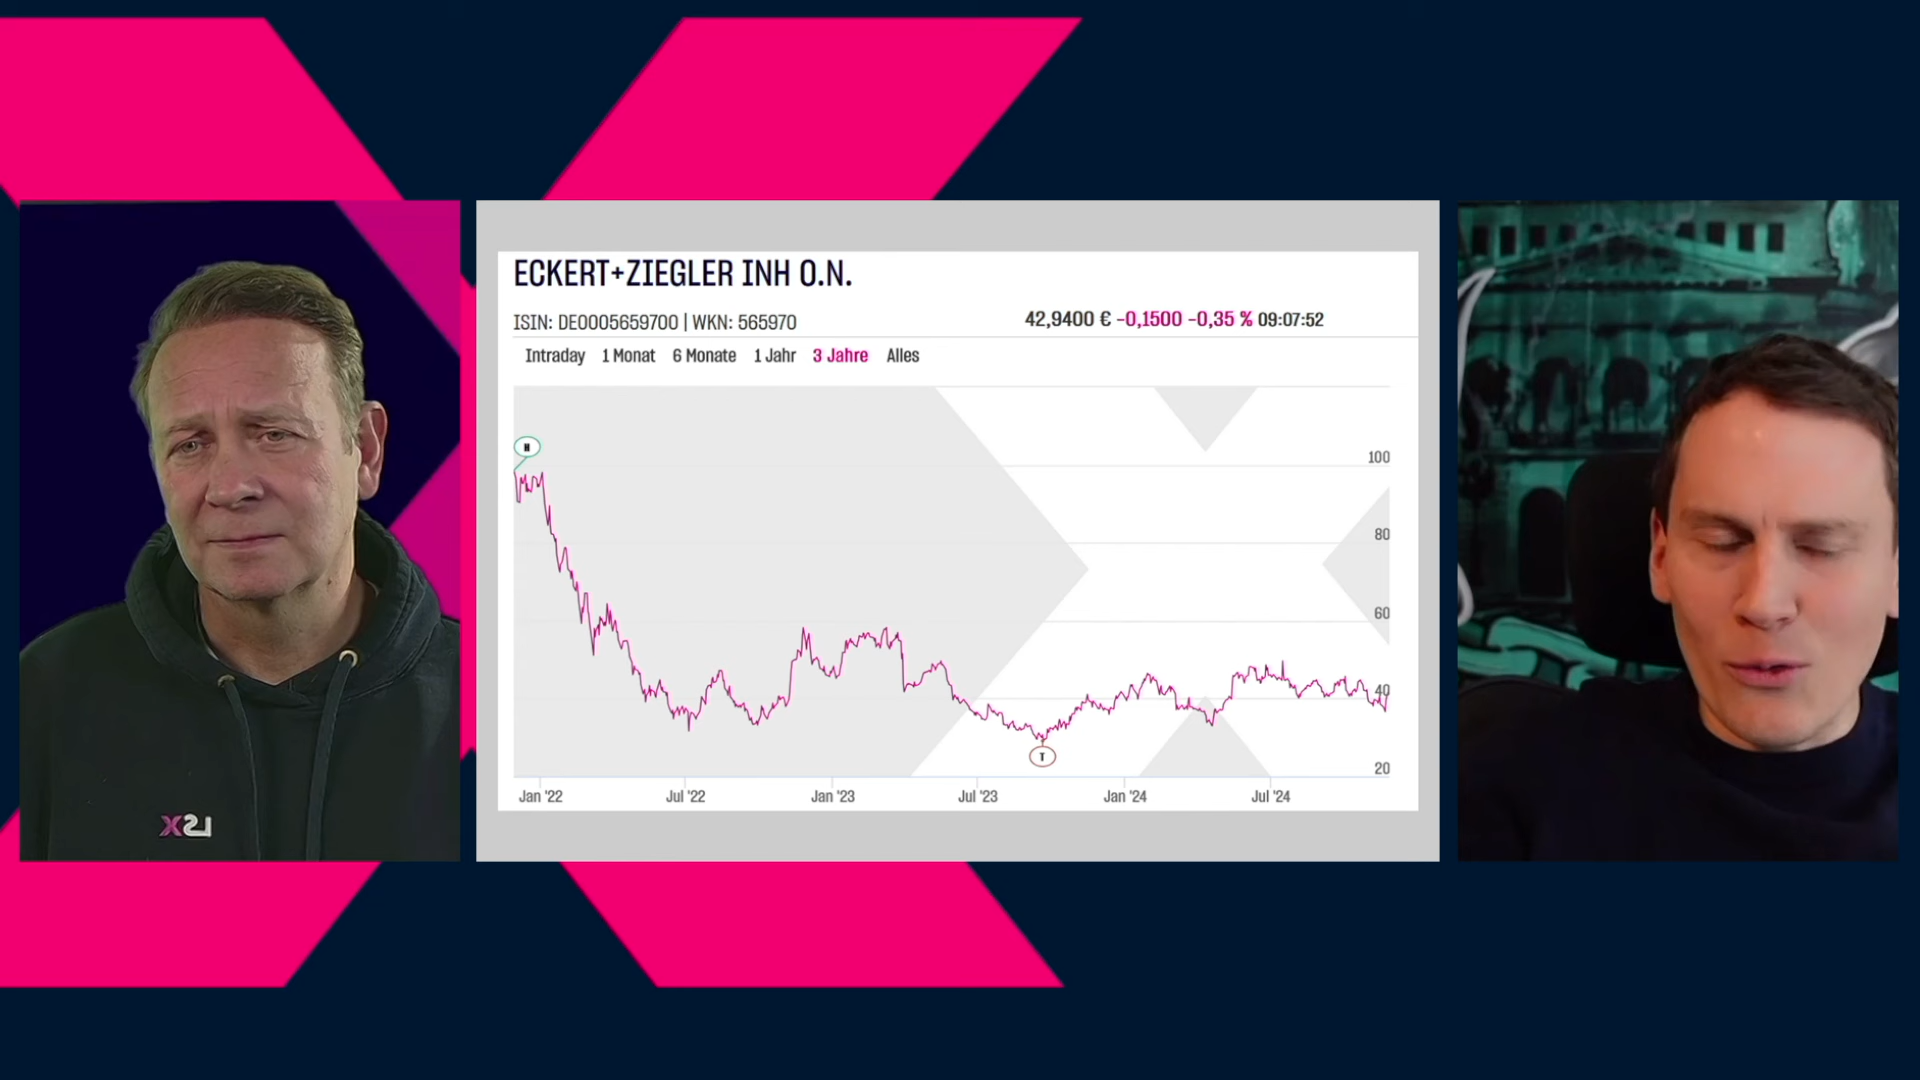 ECKERT+ZIEGLER INH O.N.
ISIN: DE0005659700 | WKN: 565970
42,9400 € -0,1500 -0,35 % 09:07:52
Intraday 1 Monat 6 Monate 1 Jahr 3 Jahre Alles
H
100
80
60
40
20
T
Jan '22 Jul '22 Jan '23 Jul '23 Jan '24 Jul '24
LSX